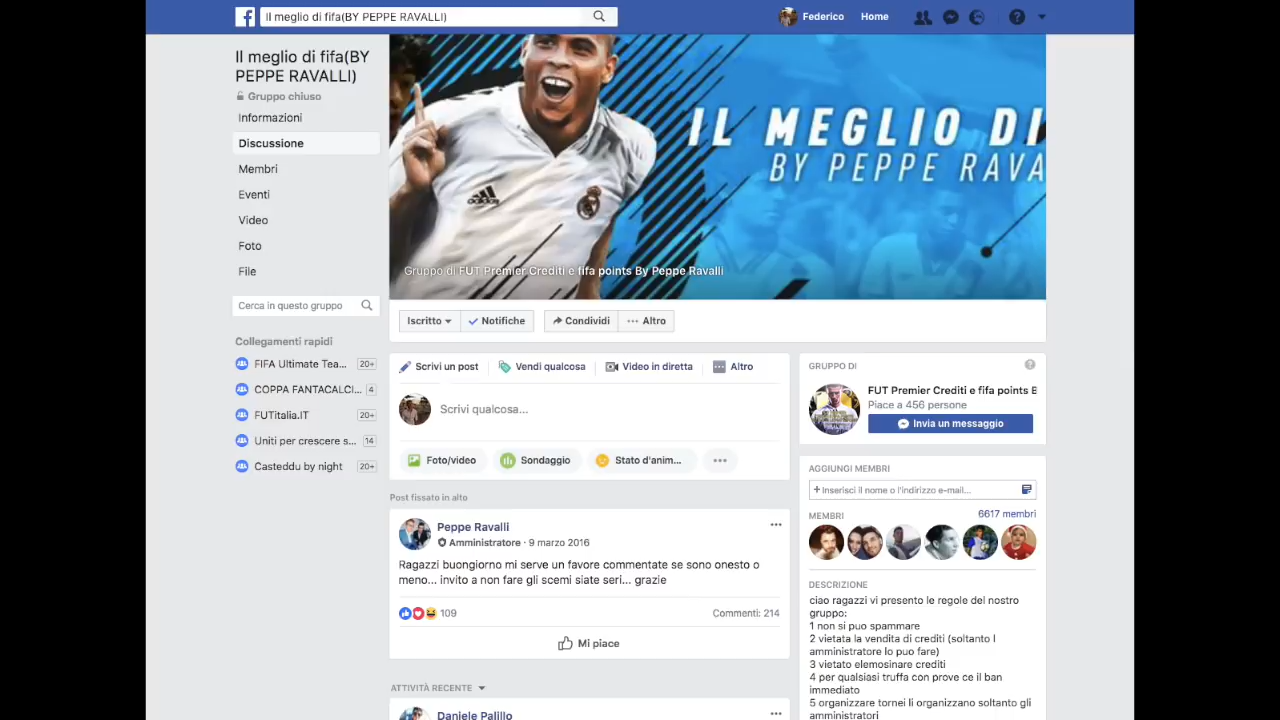 Il meglio di fifa(BY PEPPE RAVALLI)
Federico
Home
Il meglio di fifa(BY
PEPPE RAVALLI)
Gruppo chiuso
Informazioni
Discussione
Membri
Eventi
Video
Foto
File
Cerca in questo gruppo
Collegamenti rapidi
FIFA Ultimate Tea... 20+
COPPA FANTACALCI... 4
FUTitalia.IT 20+
Uniti per crescere s... 14
Casteddu by night 20+
IL MEGLIO DI
BY PEPPE RAVA
adidas
Gruppo di FUT Premier Crediti e fifa points By Peppe Ravalli
Iscritto
Notifiche
Condividi
Altro
Scrivi un post
Vendi qualcosa
Video in diretta
Altro
Scrivi qualcosa...
Foto/video
Sondaggio
Stato d'anim...
Post fissato in alto
Peppe Ravalli
Amministratore · 9 marzo 2016
Ragazzi buongiorno mi serve un favore commentate se sono onesto o
meno... invito a non fare gli scemi siate seri... grazie
109
Commenti: 214
Mi piace
ATTIVITÀ RECENTE
Daniele Palillo
GRUPPO DI
FUT Premier Crediti e fifa points B
Piace a 456 persone
Invia un messaggio
AGGIUNGI MEMBRI
+ Inserisci il nome o l'indirizzo e-mail...
MEMBRI
6617 membri
DESCRIZIONE
ciao ragazzi vi presento le regole del nostro
gruppo:
1 non si puo spammare
2 vietata la vendita di crediti (soltanto l
amministratore lo puo fare)
3 vietato elemosinare crediti
4 per qualsiasi truffa con prove ce il ban
immediato
5 organizzare tornei li organizzano soltanto gli
amministratori